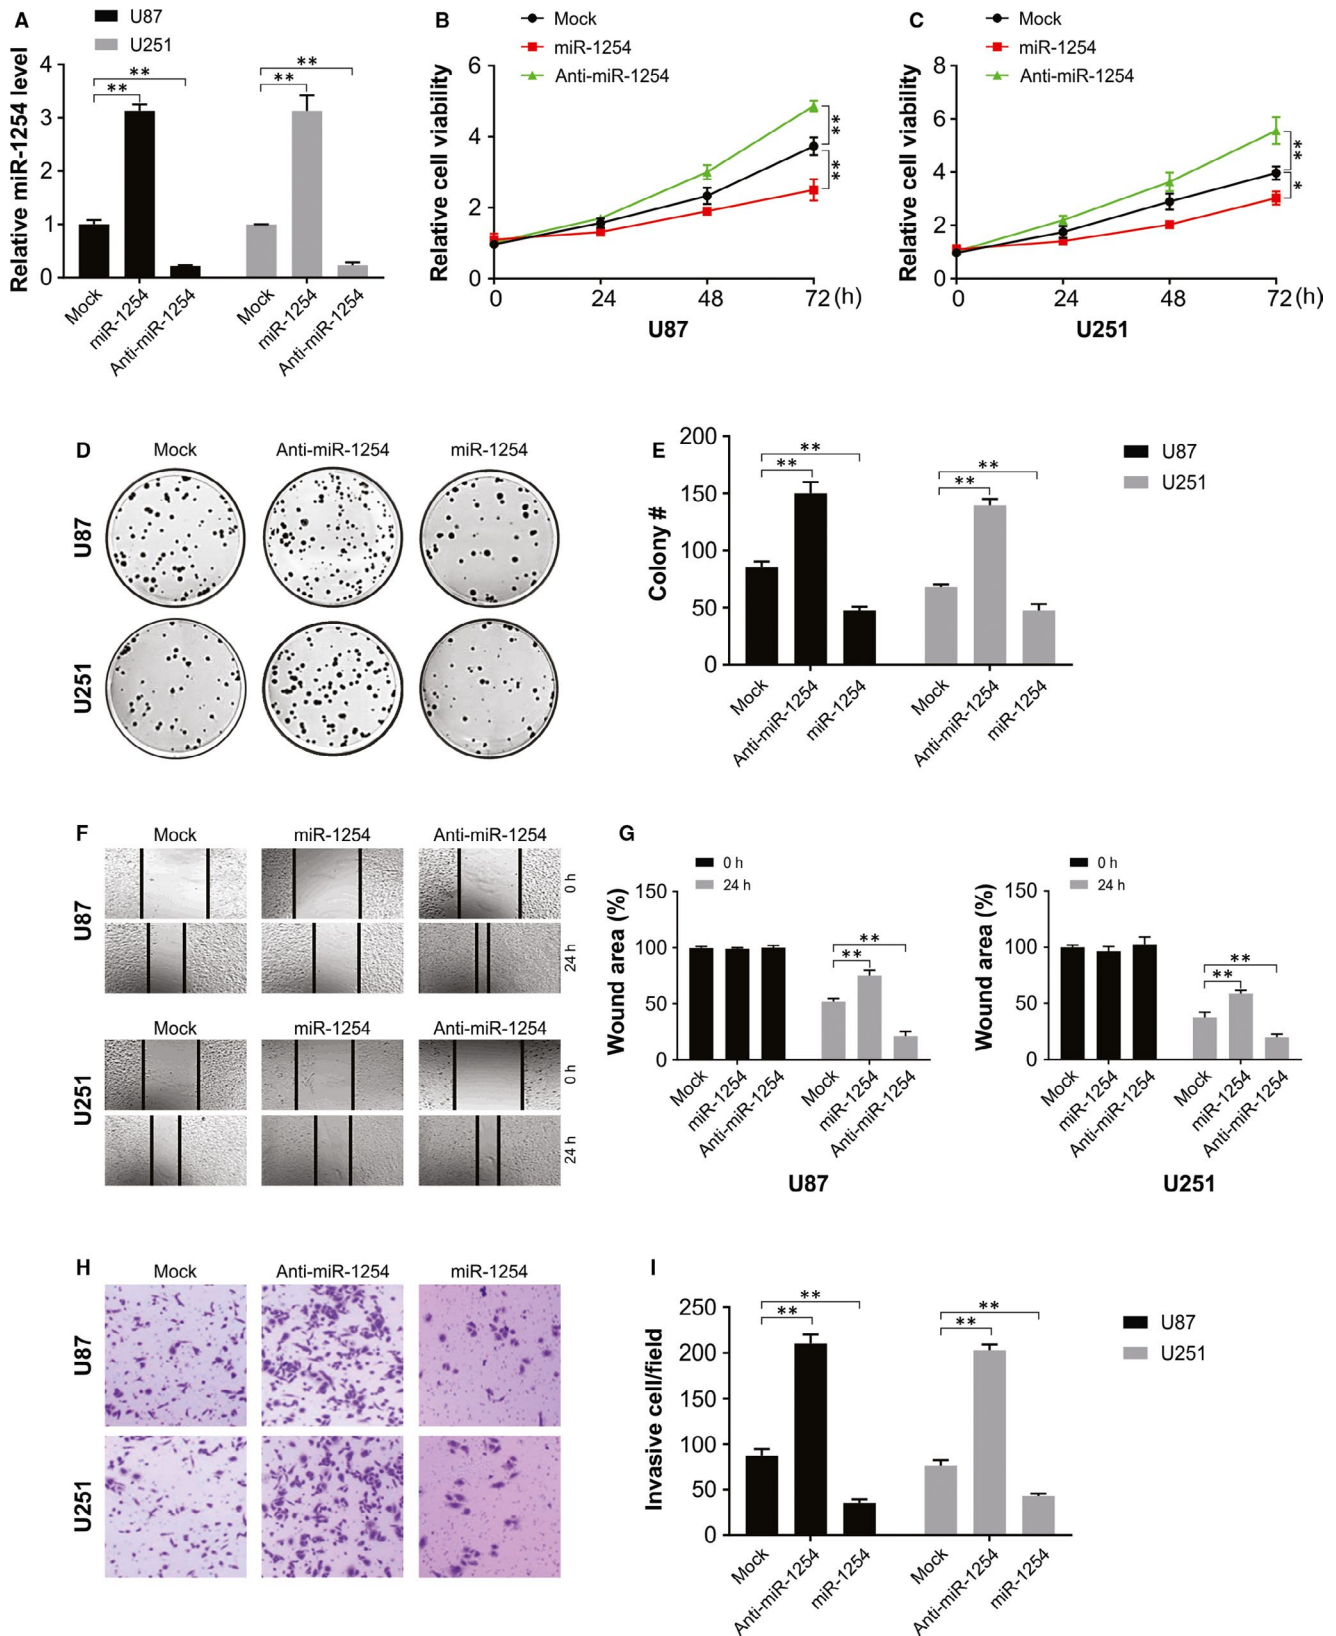 A
U87
U251
Relative miR-1254 level
4
3
2
1
0
**
**
**
**
Mock
miR-1254
Anti-miR-1254
Mock
miR-1254
Anti-miR-1254
B
Mock
miR-1254
Anti-miR-1254
Relative cell viability
6
4
2
0
**
**
0 24 48 72 (h)
U87
C
Mock
miR-1254
Anti-miR-1254
Relative cell viability
8
6
4
2
0
**
*
0 24 48 72 (h)
U251
D
Mock Anti-miR-1254 miR-1254
U87
U251
E
U87
U251
Colony #
200
150
100
50
0
**
**
**
**
Mock
Anti-miR-1254
miR-1254
Mock
Anti-miR-1254
miR-1254
F
Mock miR-1254 Anti-miR-1254
U87
0 h
24 h
Mock miR-1254 Anti-miR-1254
U251
0 h
24 h
G
0 h
24 h
Wound area (%)
150
100
50
0
**
**
Mock
miR-1254
Anti-miR-1254
Mock
miR-1254
Anti-miR-1254
U87
0 h
24 h
Wound area (%)
150
100
50
0
**
**
Mock
miR-1254
Anti-miR-1254
Mock
miR-1254
Anti-miR-1254
U251
H
Mock Anti-miR-1254 miR-1254
U87
U251
I
U87
U251
Invasive cell/field
250
200
150
100
50
0
**
**
**
**
Mock
Anti-miR-1254
miR-1254
Mock
Anti-miR-1254
miR-1254